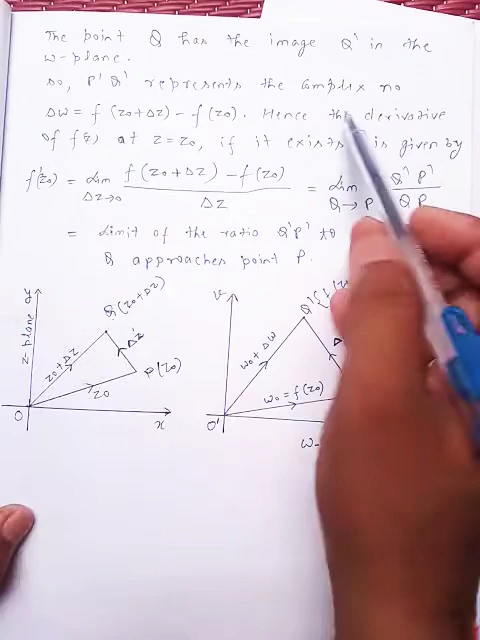 The point Q has the image Q' in the
w-plane.
so, P'Q' represents the complex no
Δw = f(z0+Δz) - f(z0). Hence the derivative
of f(z) at z=z0, if it exists is given by
f'(z0) = lim Δz→0 f(z0+Δz) - f(z0) / Δz = lim Q→P Q'P' / QP
= limit of the ratio Q'P' to
Q approaches point P.
y
z-plane
Q(z0+Δz)
z0+Δz
Δz
P(z0)
z0
O
x
v
Q'
w0+Δw
w0 = f(z0)
O'